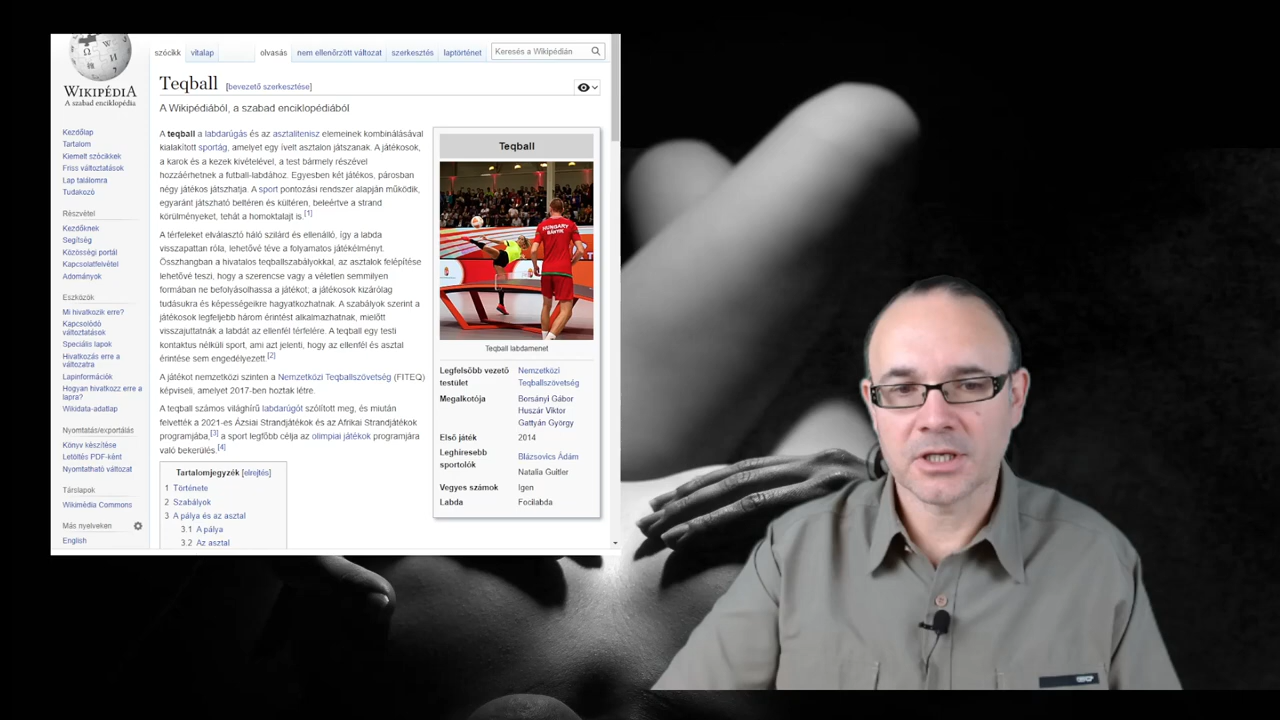 WIKIPÉDIA
A szabad enciklopédia
szócikk vitalap olvasás nem ellenőrzött változat szerkesztés laptörténet Keresés a Wikipédián
Teqball [bevezető szerkesztése]
A Wikipédiából, a szabad enciklopédiából
Kezdőlap
Tartalom
Kiemelt szócikkek
Friss változtatások
Lap találomra
Tudakozó
Részvétel
Kezdőknek
Segítség
Közösségi portál
Kapcsolatfelvétel
Adományok
Eszközök
Mi hivatkozik erre?
Kapcsolódó
változtatások
Speciális lapok
Hivatkozás erre a
változatra
Lapinformációk
Hogyan hivatkozz erre a
lapra?
Wikidata-adatlap
Nyomtatás/exportálás
Könyv készítése
Letöltés PDF-ként
Nyomtatható változat
Társlapok
Wikimédia Commons
Más nyelveken
English
A teqball a labdarúgás és az asztalitenisz elemeinek kombinálásával
kialakított sportág, amelyet egy ívelt asztalon játszanak. A játékosok,
a karok és a kezek kivételével, a test bármely részével
hozzáérhetnek a futball-labdához. Egyesben két játékos, párosban
négy játékos játszhatja. A sport pontozási rendszer alapján működik,
egyaránt játszható beltéren és kültéren, beleértve a strand
körülményeket, tehát a homoktalajt is.[1]
A térfeleket elválasztó háló szilárd és ellenálló, így a labda
visszapattan róla, lehetővé téve a folyamatos játékélményt.
Összhangban a hivatalos teqballszabályokkal, az asztalok felépítése
lehetővé teszi, hogy a szerencse vagy a véletlen semmilyen
formában ne befolyásolhassa a játékot; a játékosok kizárólag
tudásukra és képességeikre hagyatkozhatnak. A szabályok szerint a
játékosok legfeljebb három érintést alkalmazhatnak, mielőtt
visszajuttatnák a labdát az ellenfél térfelére. A teqball egy testi
kontaktus nélküli sport, ami azt jelenti, hogy az ellenfél és asztal
érintése sem engedélyezett.[2]
A játékot nemzetközi szinten a Nemzetközi Teqballszövetség (FITEQ)
képviseli, amelyet 2017-ben hoztak létre.
A teqball számos világhírű labdarúgót szólított meg, és miután
felvették a 2021-es Ázsiai Strandjátékok és az Afrikai Strandjátékok
programjába,[3] a sport legfőbb célja az olimpiai játékok programjára
való bekerülés.[4]
Tartalomjegyzék [elrejtés]
1 Története
2 Szabályok
3 A pálya és az asztal
3.1 A pálya
3.2 Az asztal
Teqball
HUNGARY
BÁNYIK
Teqball labdamenet
Legfelsőbb vezető testület Nemzetközi Teqballszövetség
Megalkotója Borsányi Gábor
Huszár Viktor
Gattyán György
Első játék 2014
Leghíresebb sportolók Blázsovics Ádám
Natalia Guitler
Vegyes számok Igen
Labda Focilabda